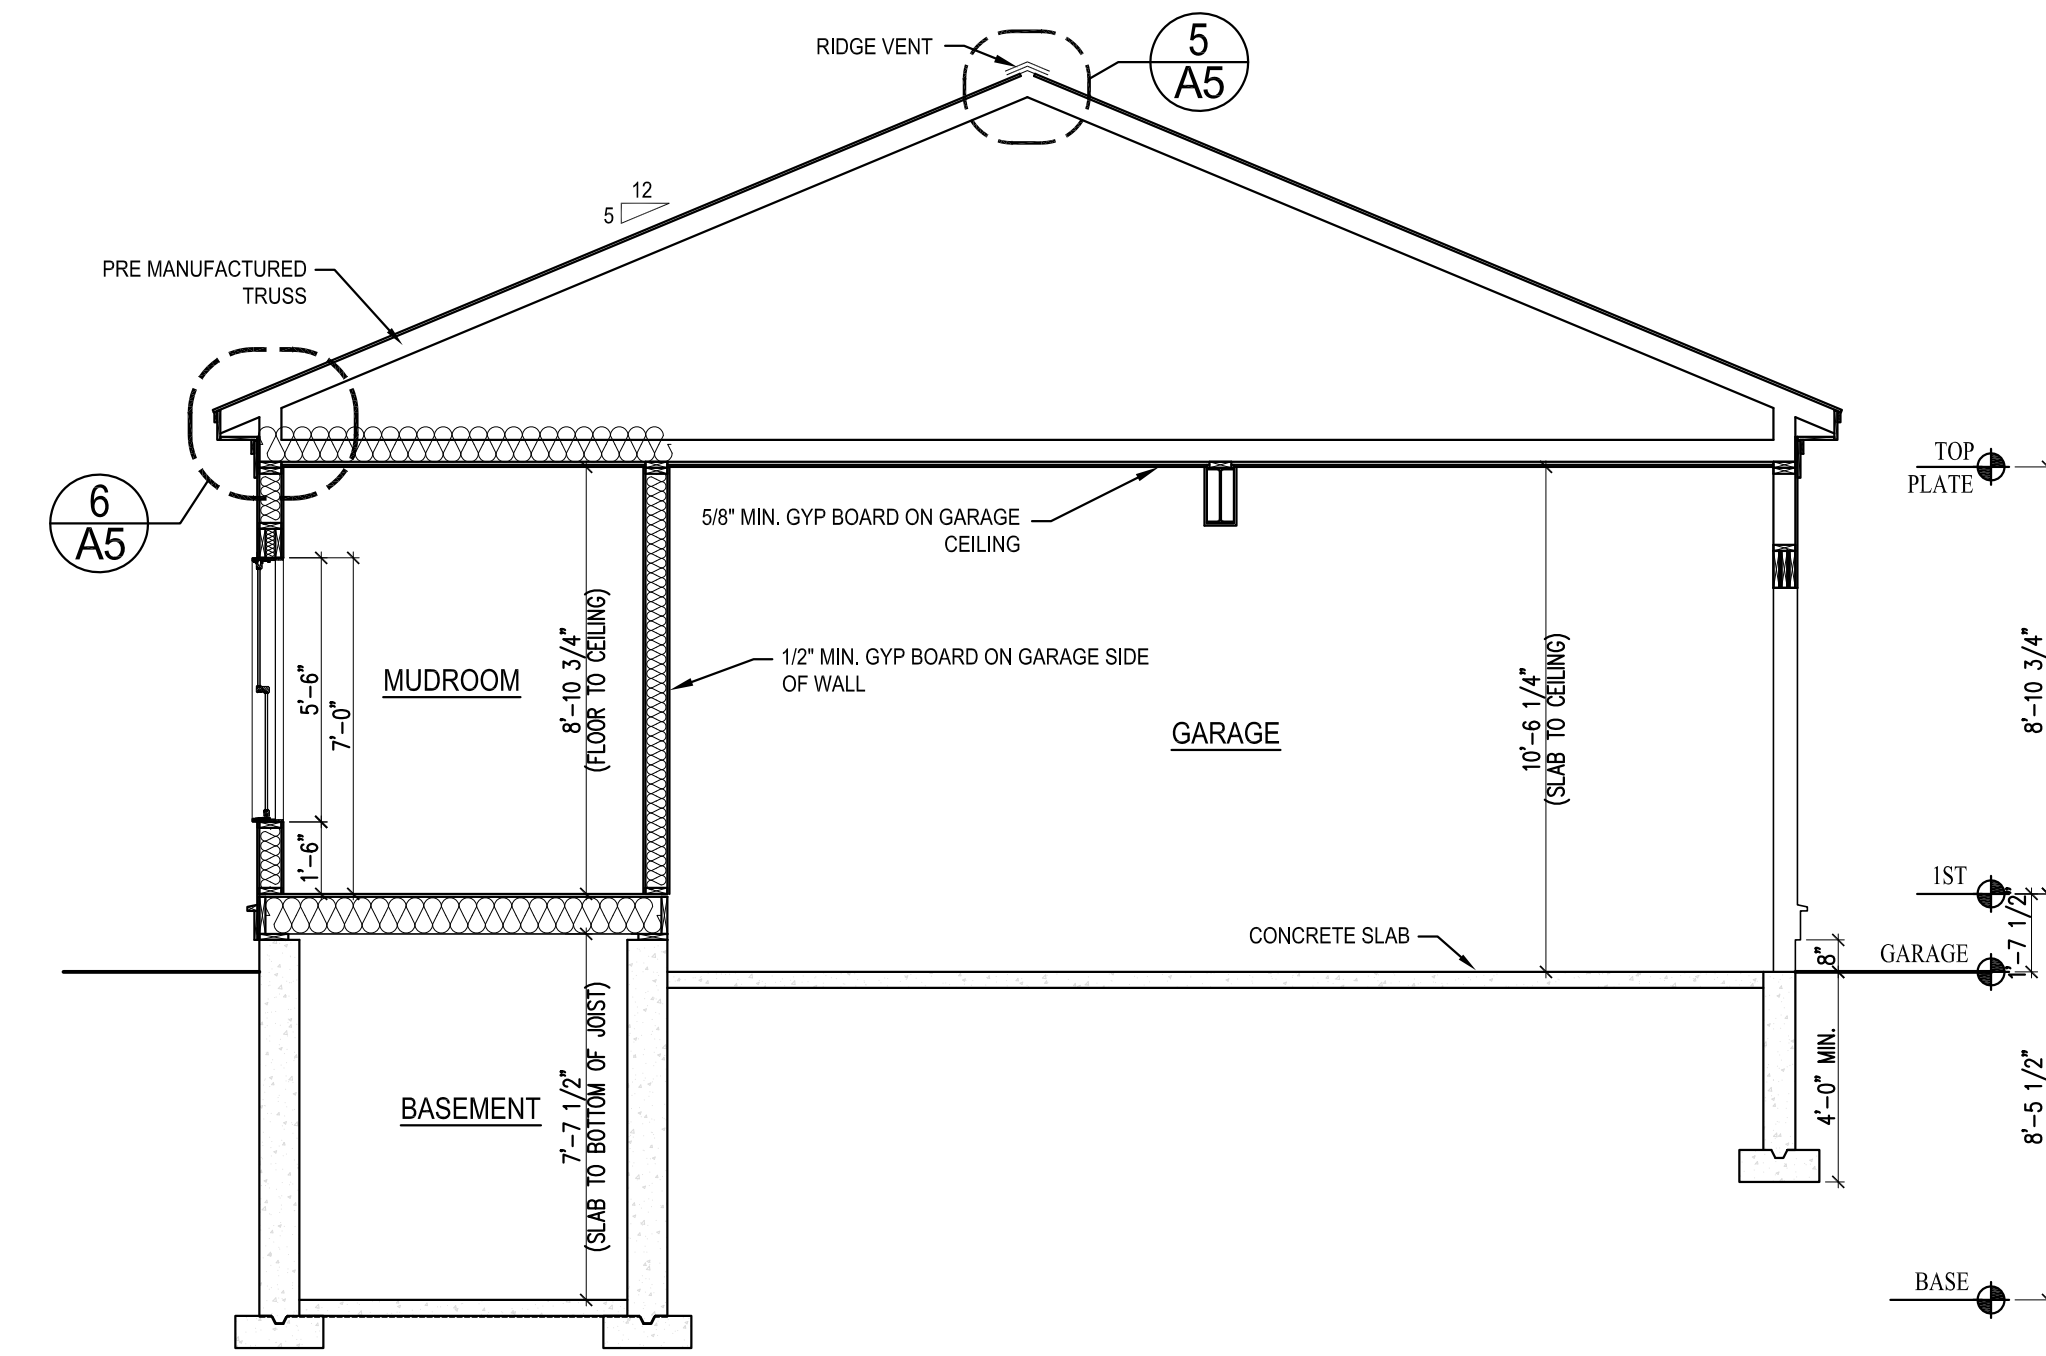 RIDGE VENT
5
A5
12
5
PRE MANUFACTURED
TRUSS
6
A5
TOP
PLATE
5/8" MIN. GYP BOARD ON GARAGE
CEILING
1/2" MIN. GYP BOARD ON GARAGE SIDE
OF WALL
MUDROOM
GARAGE
5'-6"
7'-0"
1'-6"
8'-10 3/4"
(FLOOR TO CEILING)
10'-6 1/4"
(SLAB TO CEILING)
8'-10 3/4"
1ST
1'-7 1/2"
CONCRETE SLAB
8"
GARAGE
4'-0" MIN.
8'-5 1/2"
BASEMENT
7'-7 1/2"
(SLAB TO BOTTOM OF JOIST)
BASE